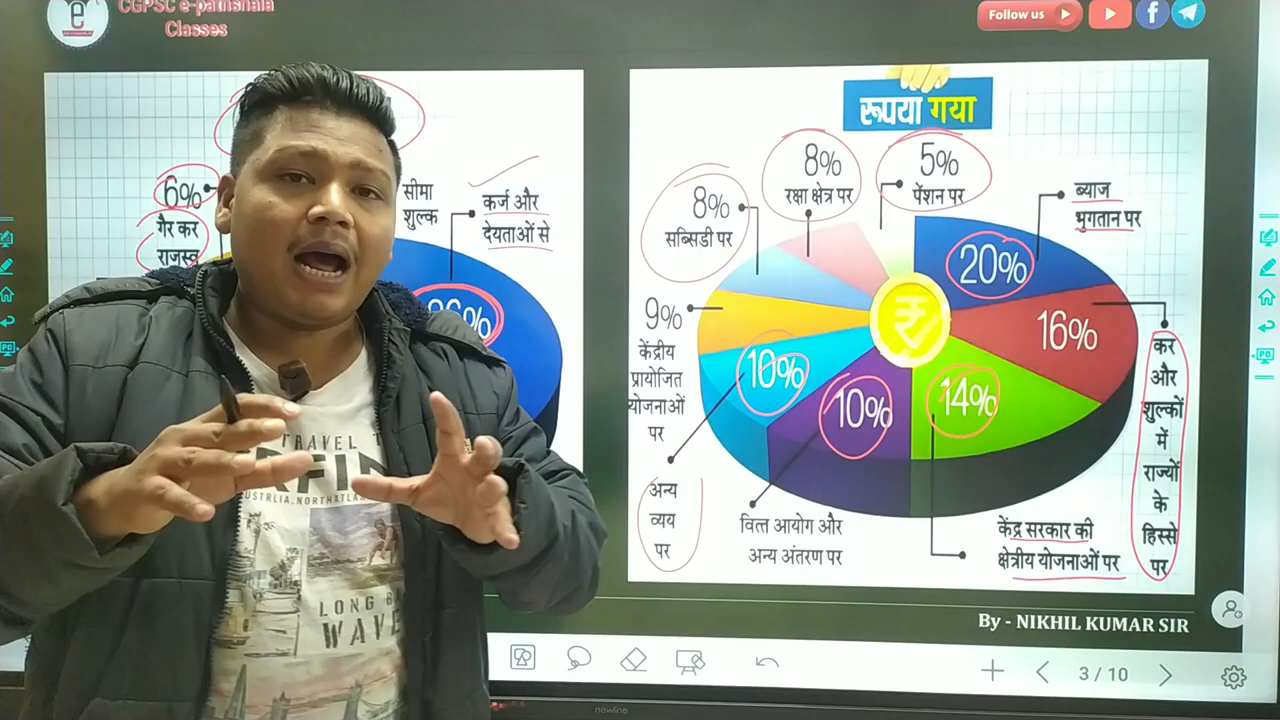 CGPSC e-pathshala
Classes
Follow us
6%
गैर कर
राजस्व
सीमा
शुल्क
कर्ज और
देयताओं से
रूपया गया
8%
सब्सिडी पर
8%
रक्षा क्षेत्र पर
5%
पेंशन पर
ब्याज
भुगतान पर
20%
16%
कर
और
शुल्कों
में
राज्यों
के
हिस्से
पर
14%
केंद्र सरकार की
क्षेत्रीय योजनाओं पर
10%
वित्त आयोग और
अन्य अंतरण पर
10%
अन्य
व्यय
पर
9%
केंद्रीय
प्रायोजित
योजनाओं
पर
By - NIKHIL KUMAR SIR
3 / 10
newline
TRAVEL
LONG
WAVE